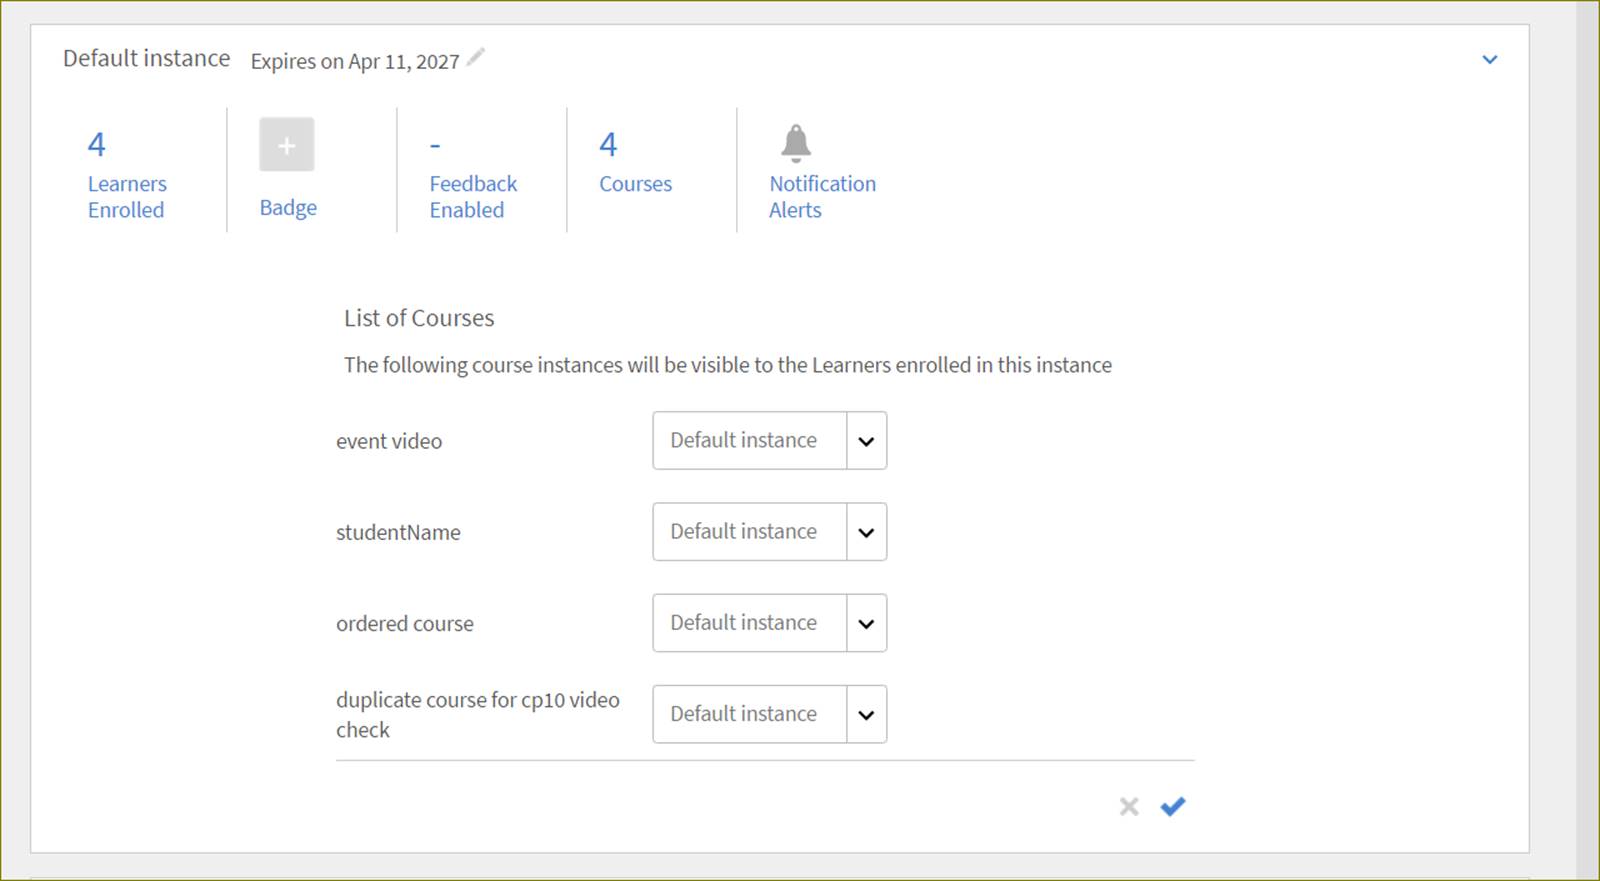 Default instance Expires on Apr 11, 2027
4
Learners
Enrolled
+
Badge
-
Feedback
Enabled
4
Courses
Notification
Alerts
List of Courses
The following course instances will be visible to the Learners enrolled in this instance
event video Default instance
studentName Default instance
ordered course Default instance
duplicate course for cp10 video
check
Default instance